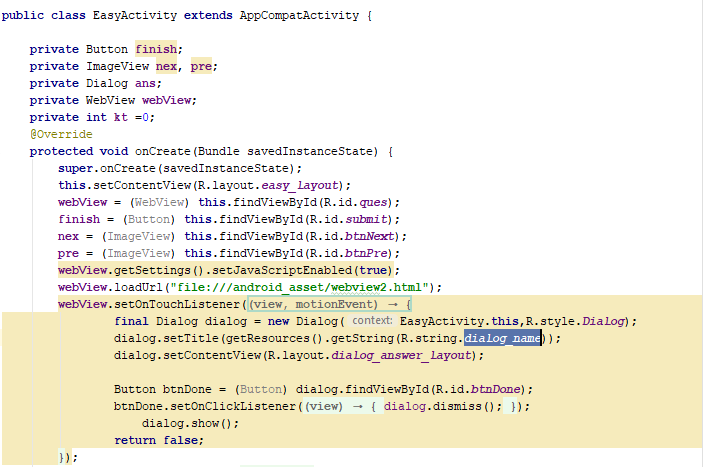 public class EasyActivity extends AppCompatActivity {
private Button finish;
private ImageView nex, pre;
private Dialog ans;
private WebView webView;
private int kt =0;
@Override
protected void onCreate(Bundle savedInstanceState) {
super.onCreate(savedInstanceState);
this.setContentView(R.layout.easy_layout);
webView = (WebView) this.findViewById(R.id.ques);
finish = (Button) this.findViewById(R.id.submit);
nex = (ImageView) this.findViewById(R.id.btnNext);
pre = (ImageView) this.findViewById(R.id.btnPre);
webView.getSettings().setJavaScriptEnabled(true);
webView.loadUrl("file:///android_asset/webview2.html");
webView.setOnTouchListener((view, motionEvent) → {
final Dialog dialog = new Dialog( context: EasyActivity.this,R.style.Dialog);
dialog.setTitle(getResources().getString(R.string.dialog_name));
dialog.setContentView(R.layout.dialog_answer_layout);
Button btnDone = (Button) dialog.findViewById(R.id.btnDone);
btnDone.setOnClickListener((view) → { dialog.dismiss(); });
dialog.show();
return false;
});